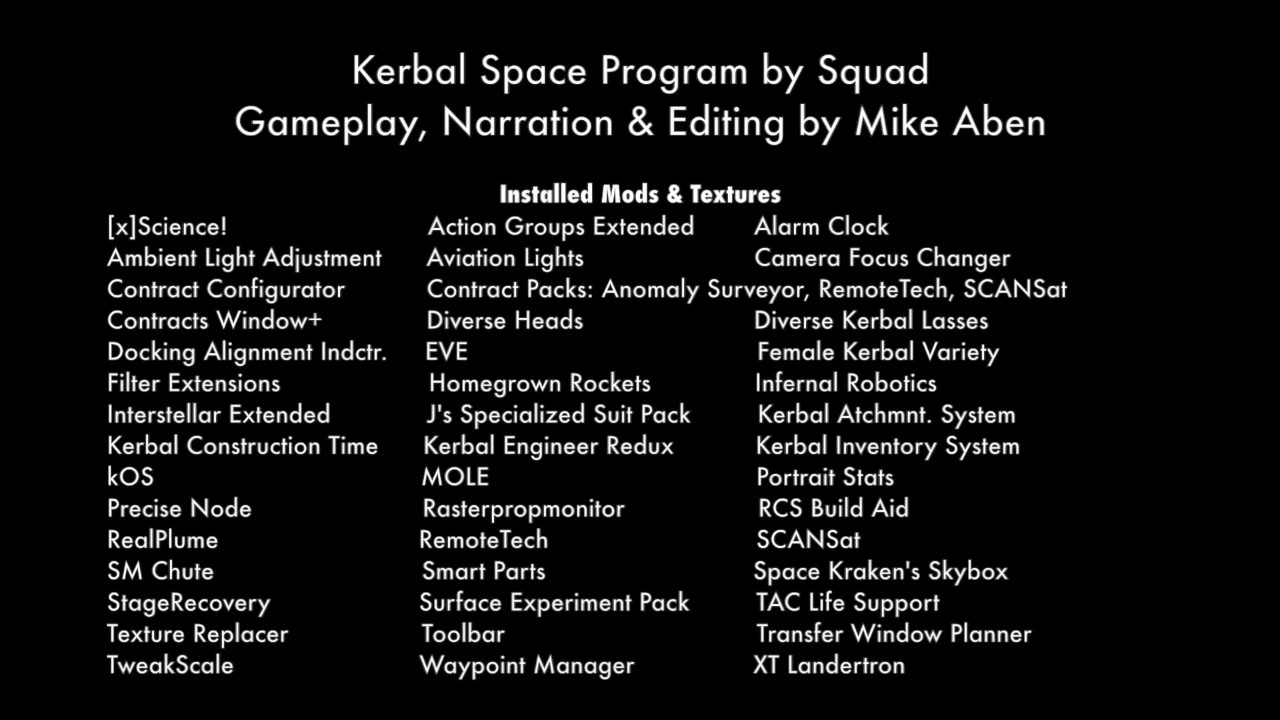 Kerbal Space Program by Squad
Gameplay, Narration & Editing by Mike Aben
Installed Mods & Textures
[x]Science! Action Groups Extended Alarm Clock
Ambient Light Adjustment Aviation Lights Camera Focus Changer
Contract Configurator Contract Packs: Anomaly Surveyor, RemoteTech, SCANSat
Contracts Window+ Diverse Heads Diverse Kerbal Lasses
Docking Alignment Indctr. EVE Female Kerbal Variety
Filter Extensions Homegrown Rockets Infernal Robotics
Interstellar Extended J's Specialized Suit Pack Kerbal Atchmnt. System
Kerbal Construction Time Kerbal Engineer Redux Kerbal Inventory System
kOS MOLE Portrait Stats
Precise Node Rasterpropmonitor RCS Build Aid
RealPlume RemoteTech SCANSat
SM Chute Smart Parts Space Kraken's Skybox
StageRecovery Surface Experiment Pack TAC Life Support
Texture Replacer Toolbar Transfer Window Planner
TweakScale Waypoint Manager XT Landertron